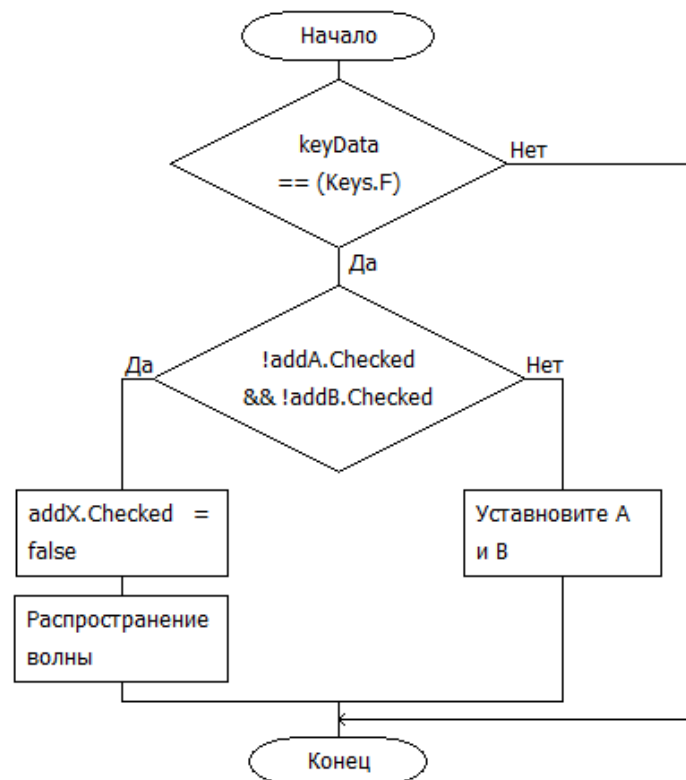 Начало
keyData
== (Keys.F)
Нет
Да
!addA.Checked
&& !addB.Checked
Да
Нет
addX.Checked =
false
Уставновите А
и В
Распространение
волны
Конец